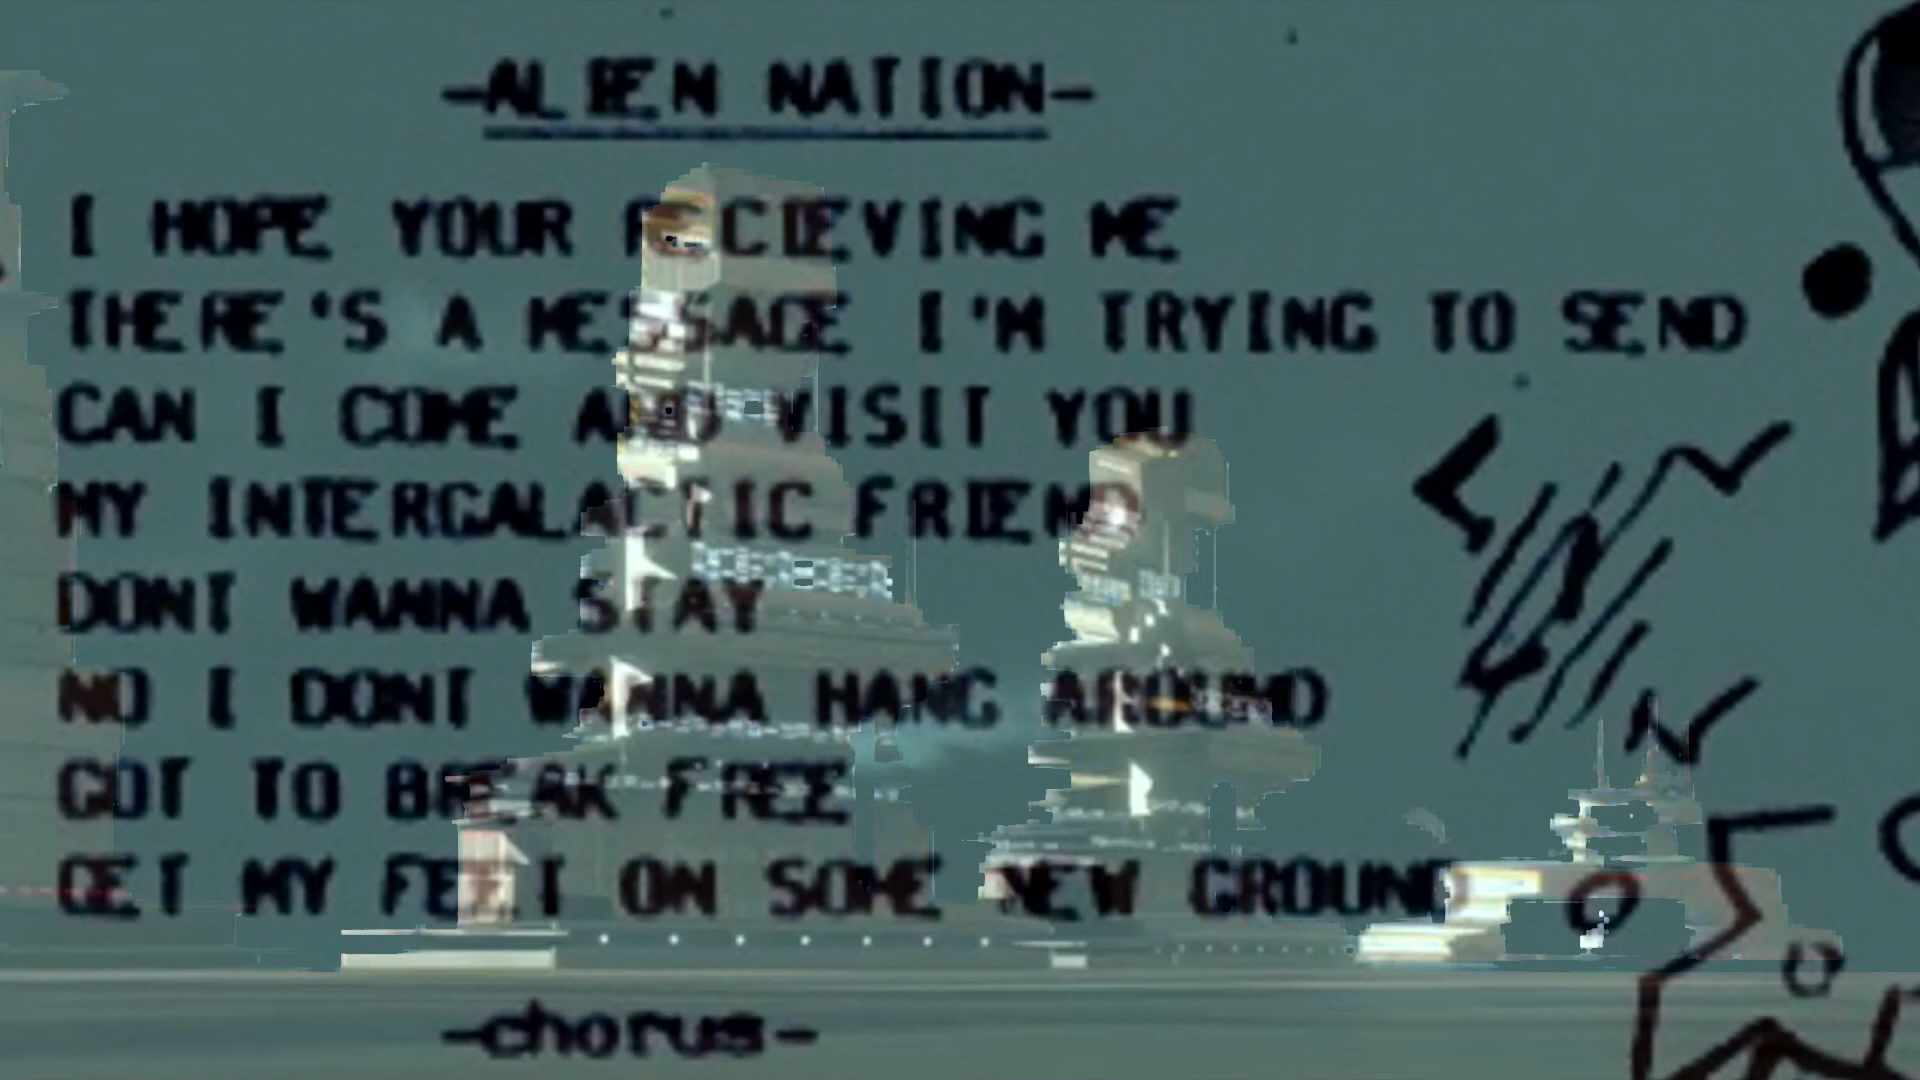 -ALIEN NATION-
I HOPE YOUR RECIEVING ME
THERE'S A MESSAGE I'M TRYING TO SEND
CAN I COME AND VISIT YOU
MY INTERGALACTIC FRIEND
DONT WANNA STAY
NO I DONT WANNA HANG AROUND
GOT TO BREAK FREE
GET MY FEET ON SOME NEW GROUND
-chorus-